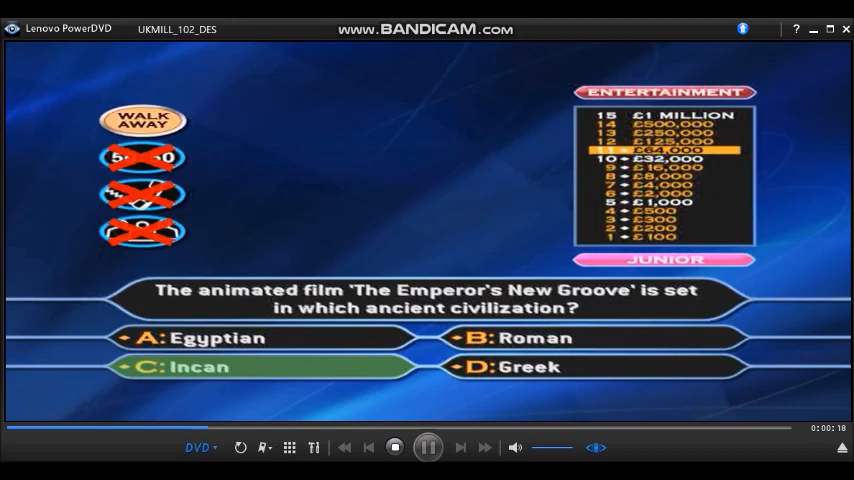 Lenovo PowerDVD
UKMILL_102_DES
www.BANDICAM.com
?
WALK
AWAY
ENTERTAINMENT
15 £1 MILLION
14 £500,000
13 £250,000
12 £125,000
11 £64,000
10 £32,000
9 £16,000
8 £8,000
7 £4,000
6 £2,000
5 £1,000
4 £500
3 £300
2 £200
1 £100
JUNIOR
The animated film 'The Emperor's New Groove' is set
in which ancient civilization?
A: Egyptian
B: Roman
C: Incan
D: Greek
0:00:18
DVD